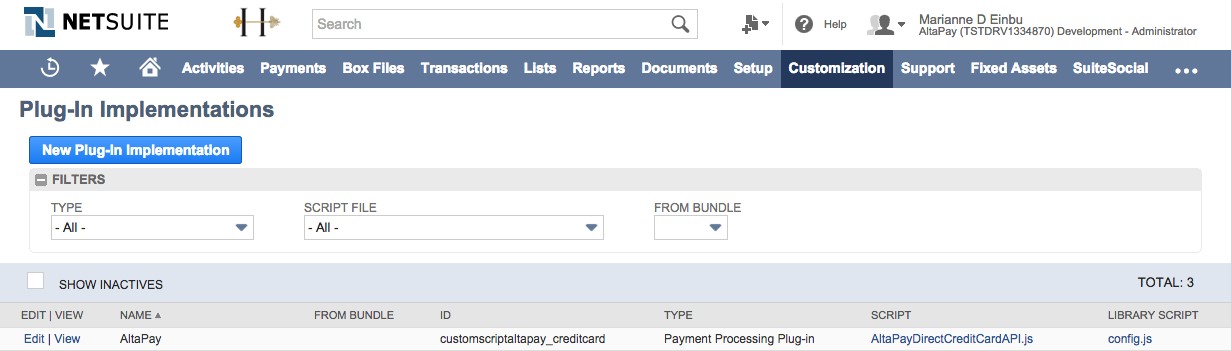 NETSUITE
H
Search
Help
Marianne D Einbu
AltaPay (TSTDRV1334870) Development - Administrator
Activities Payments Box Files Transactions Lists Reports Documents Setup Customization Support Fixed Assets SuiteSocial
Plug-In Implementations
New Plug-In Implementation
FILTERS
TYPE SCRIPT FILE FROM BUNDLE
- All - - All -
SHOW INACTIVES TOTAL: 3
EDIT | VIEW NAME FROM BUNDLE ID TYPE SCRIPT LIBRARY SCRIPT
Edit | View AltaPay customscriptaltapay_creditcard Payment Processing Plug-in AltaPayDirectCreditCardAPI.js config.js